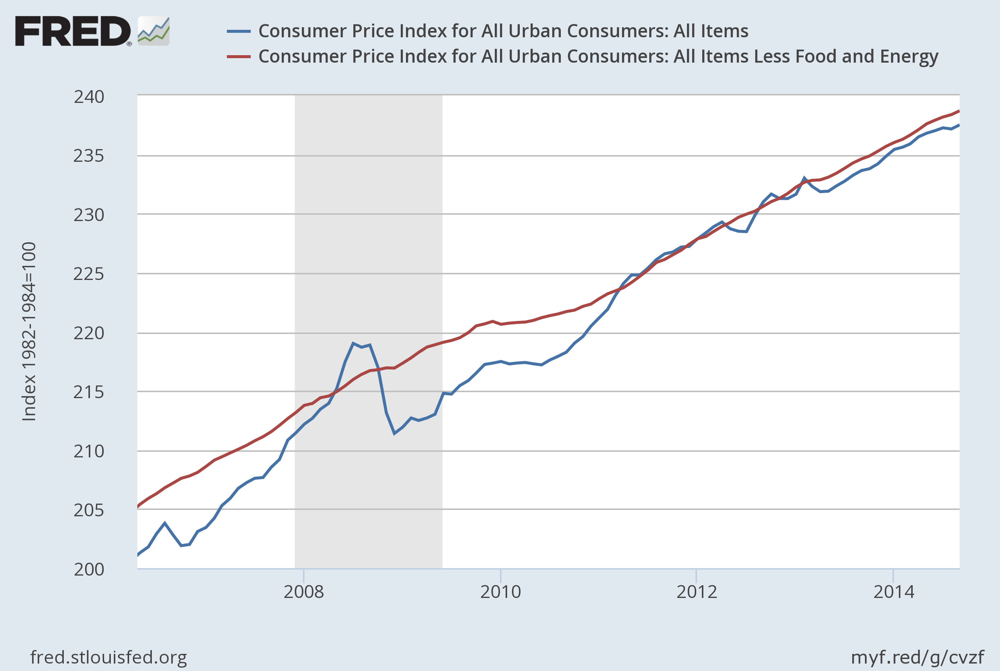 FRED®
Consumer Price Index for All Urban Consumers: All Items
Consumer Price Index for All Urban Consumers: All Items Less Food and Energy
240
235
230
225
220
215
210
205
200
Index 1982-1984=100
2008
2010
2012
2014
fred.stlouisfed.org
myf.red/g/cvzf